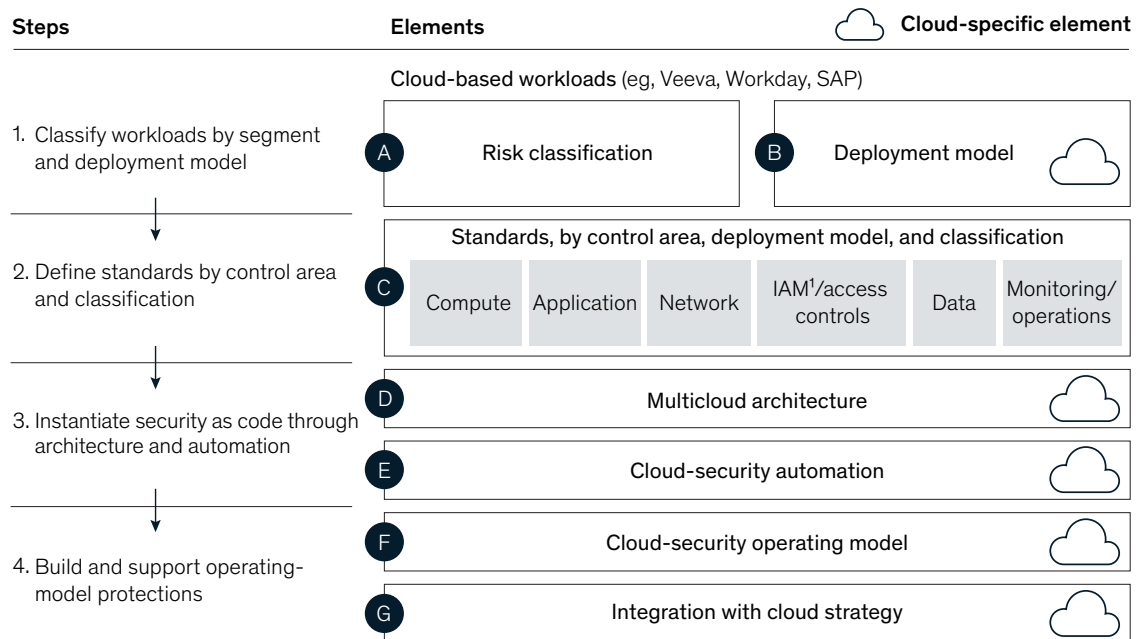 Steps
Elements
Cloud-specific element
Cloud-based workloads (eg, Veeva, Workday, SAP)
1. Classify workloads by segment
and deployment model
A
Risk classification
B
Deployment model
2. Define standards by control area
and classification
C
Standards, by control area, deployment model, and classification
Compute
Application
Network
IAM¹/access
controls
Data
Monitoring/
operations
3. Instantiate security as code through
architecture and automation
D
Multicloud architecture
E
Cloud-security automation
4. Build and support operating-
model protections
F
Cloud-security operating model
G
Integration with cloud strategy